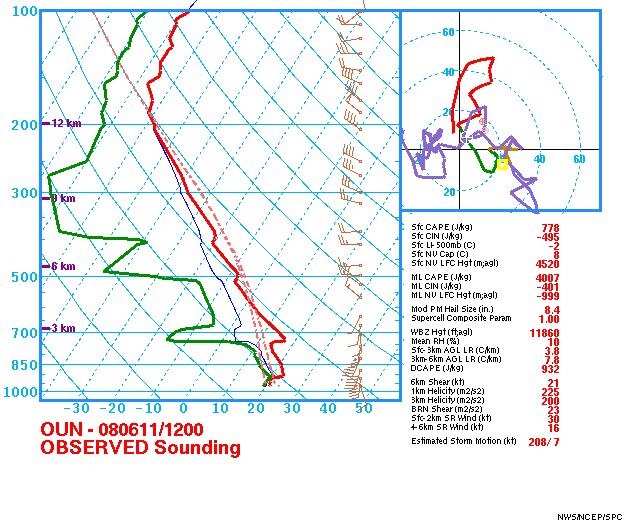 100
200
300
400
500
700
850
1000
12 km
9 km
6 km
3 km
-30 -20 -10 0 10 20 30 40 50
60
40
20
40
60
20
OUN - 080611/1200
OBSERVED Sounding
Sfc CAPE (J/kg) 778
Sfc CIN (J/kg) -495
Sfc LI-500mb (C) -2
Sfc NV Cap (C) 8
Sfc NV LFC Hgt (m;agl) 4520
ML CAPE (J/kg) 4007
ML CIN (J/kg) -401
ML NV LFC Hgt (m;agl) -999
Mod PM Hail Size (in.) 8.4
Supercell Composite Param 1.00
WBZ Hgt (ft;agl) 11860
Mean RH (%) 10
Sfc-3km AGL LR (C/km) 3.8
3km-6km AGL LR (C/km) 7.8
DCAPE (J/kg) 932
6km Shear (kt) 21
1km Helicity (m2/s2) 225
3km Helicity (m2/s2) 200
BRN Shear (m2/s2) 23
Sfc-2km SR Wind (kt) 30
4-6km SR Wind (kt) 16
Estimated Storm Motion (kt) 208/ 7
NWS/NCEP/SPC